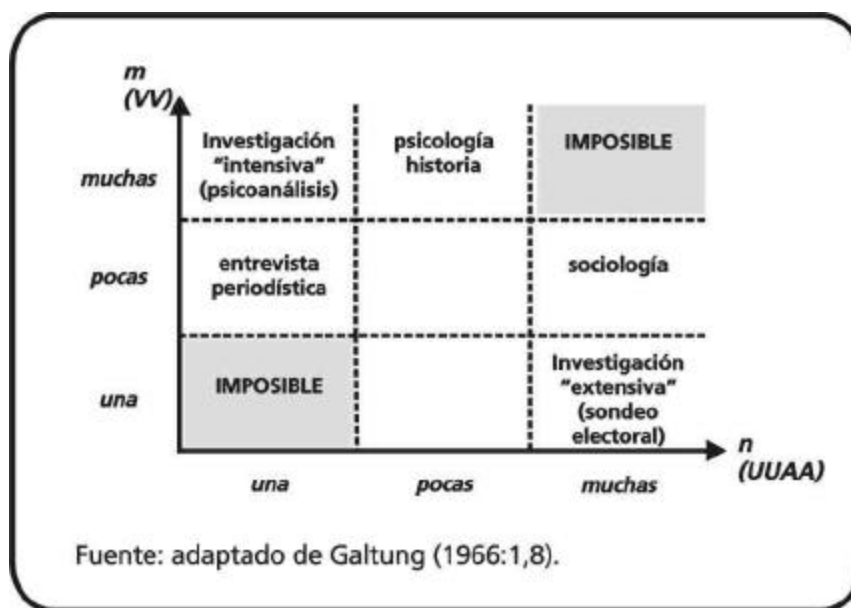 m
(VV)
muchas
Investigación
"intensiva"
(psicoanálisis)
psicología
historia
IMPOSIBLE
pocas
entrevista
periodística
sociología
una
IMPOSIBLE
Investigación
"extensiva"
(sondeo
electoral)
n
(UUAA)
una
pocas
muchas
Fuente: adaptado de Galtung (1966:1,8).